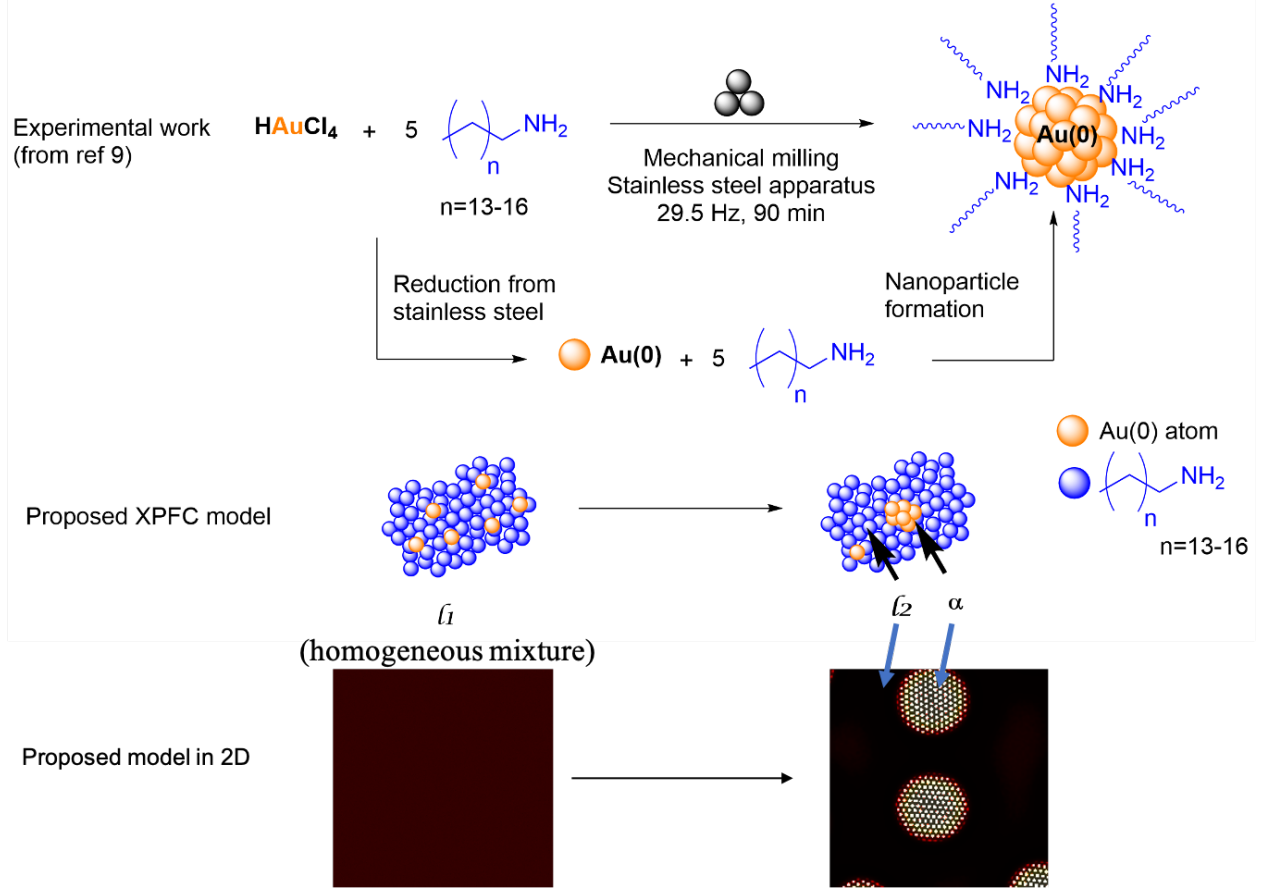 Experimental work
(from ref 9)
HAuCl4 + 5
NH2
n
n=13-16
Mechanical milling
Stainless steel apparatus
29.5 Hz, 90 min
NH2
NH2
NH2
NH2
Au(0)
NH2
NH2
NH2
NH2
Reduction from
stainless steel
Nanoparticle
formation
Au(0) + 5
NH2
n
Au(0) atom
NH2
n
n=13-16
Proposed XPFC model
l1
(homogeneous mixture)
l2
α
Proposed model in 2D